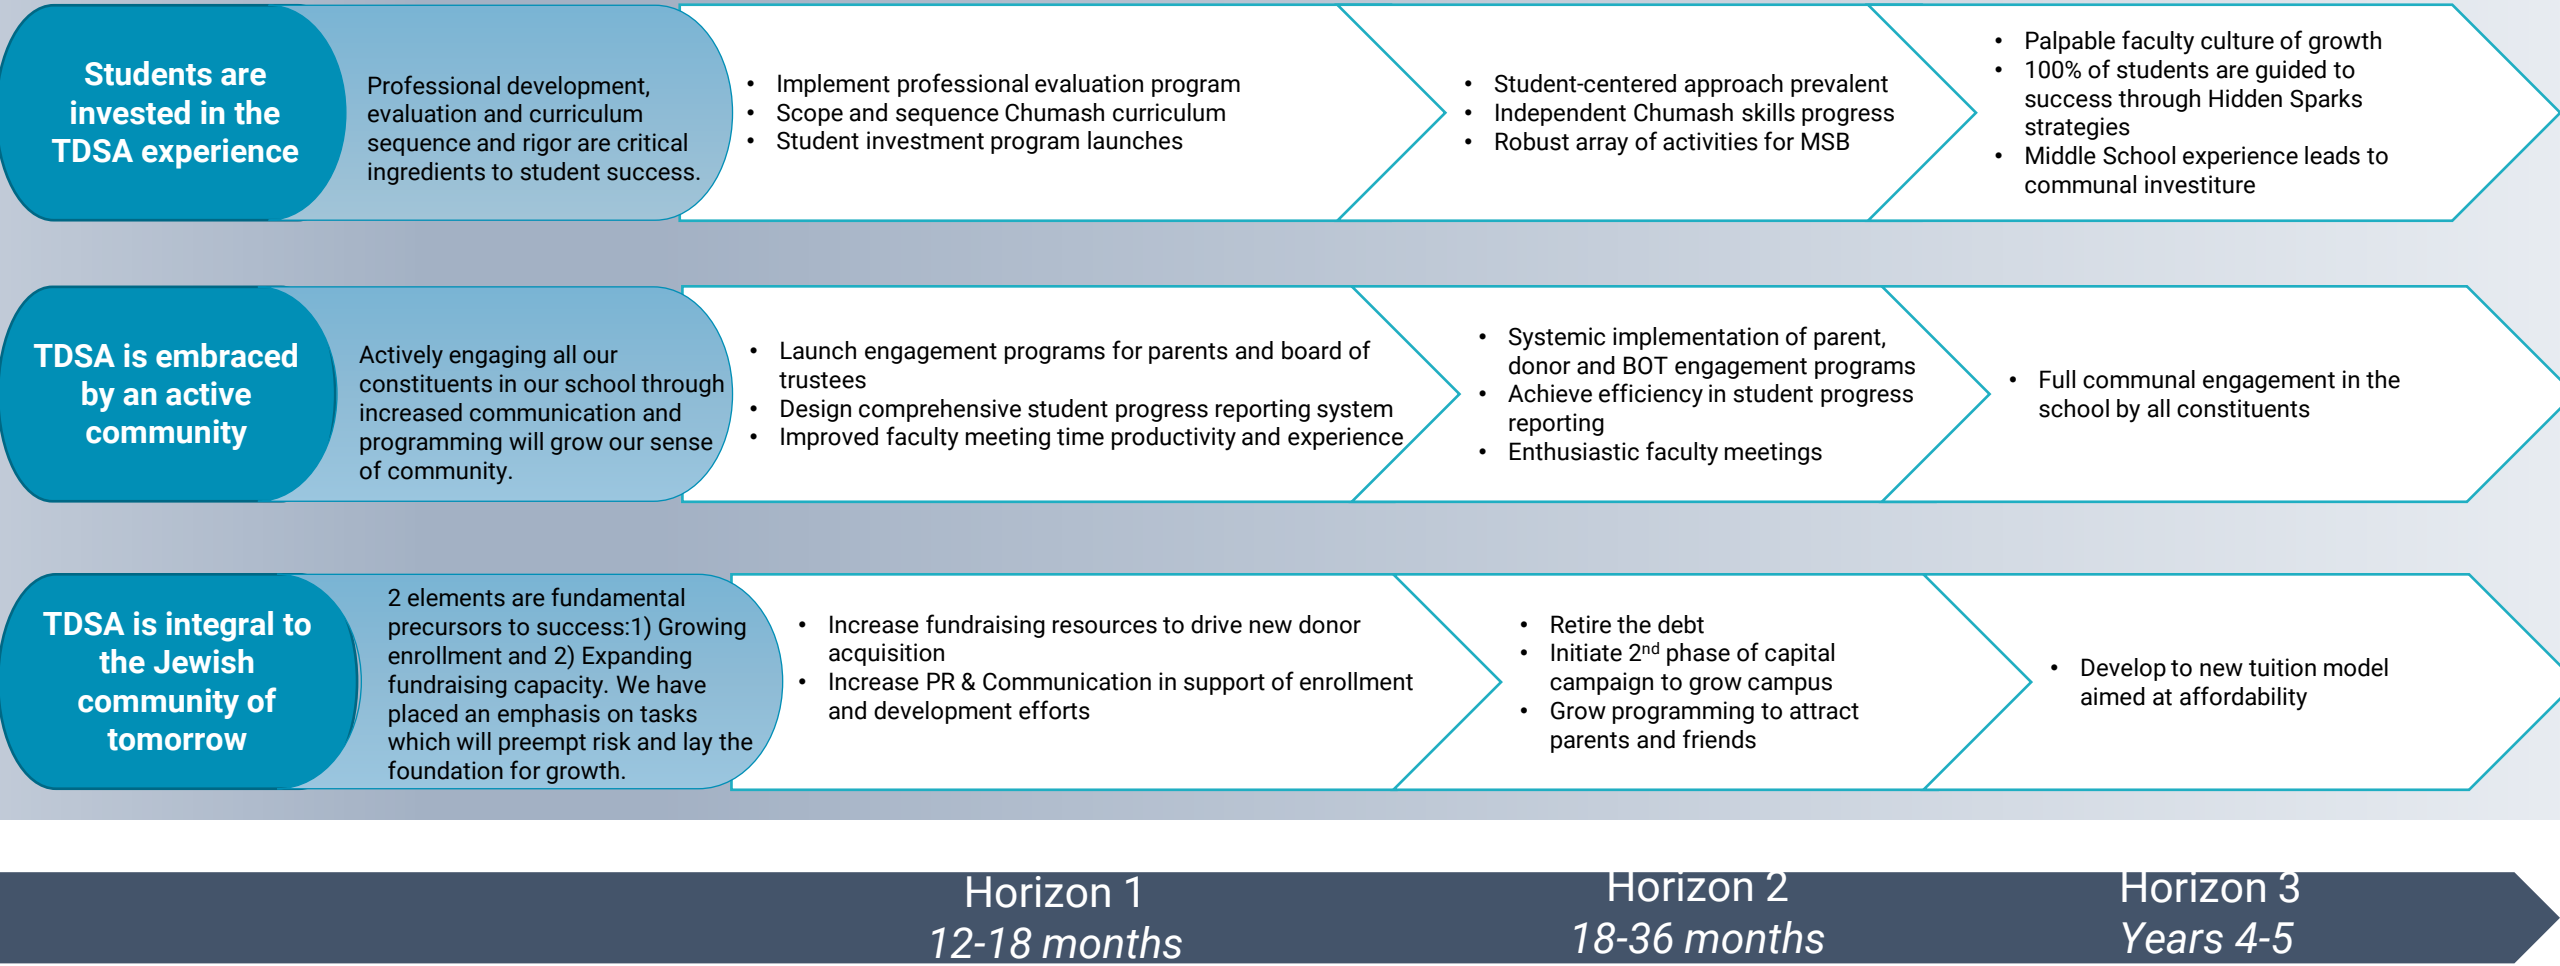 Students are
invested in the
TDSA experience
Professional development,
evaluation and curriculum
sequence and rigor are critical
ingredients to student success.
• Implement professional evaluation program
• Scope and sequence Chumash curriculum
• Student investment program launches
• Student-centered approach prevalent
• Independent Chumash skills progress
• Robust array of activities for MSB
• Palpable faculty culture of growth
• 100% of students are guided to
success through Hidden Sparks
strategies
• Middle School experience leads to
communal investiture
TDSA is embraced
by an active
community
Actively engaging all our
constituents in our school through
increased communication and
programming will grow our sense
of community.
• Launch engagement programs for parents and board of
trustees
• Design comprehensive student progress reporting system
• Improved faculty meeting time productivity and experience
• Systemic implementation of parent,
donor and BOT engagement programs
• Achieve efficiency in student progress
reporting
• Enthusiastic faculty meetings
• Full communal engagement in the
school by all constituents
TDSA is integral to
the Jewish
community of
tomorrow
2 elements are fundamental
precursors to success:1) Growing
enrollment and 2) Expanding
fundraising capacity. We have
placed an emphasis on tasks
which will preempt risk and lay the
foundation for growth.
• Increase fundraising resources to drive new donor
acquisition
• Increase PR & Communication in support of enrollment
and development efforts
• Retire the debt
• Initiate 2nd phase of capital
campaign to grow campus
• Grow programming to attract
parents and friends
• Develop to new tuition model
aimed at affordability
Horizon 1
12-18 months
Horizon 2
18-36 months
Horizon 3
Years 4-5